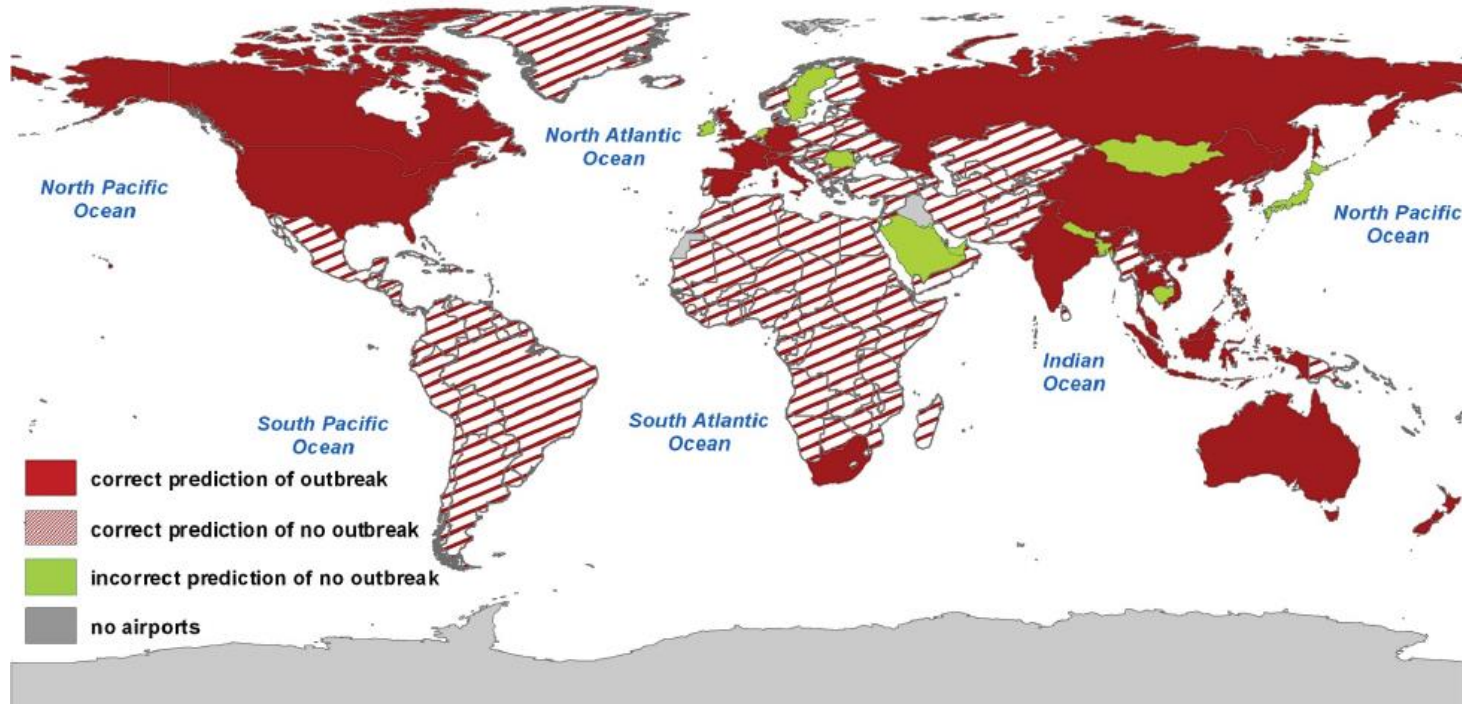 North Atlantic
Ocean
North Pacific
Ocean
North Pacific
Ocean
Indian
Ocean
South Pacific
Ocean
South Atlantic
Ocean
correct prediction of outbreak
correct prediction of no outbreak
incorrect prediction of no outbreak
no airports